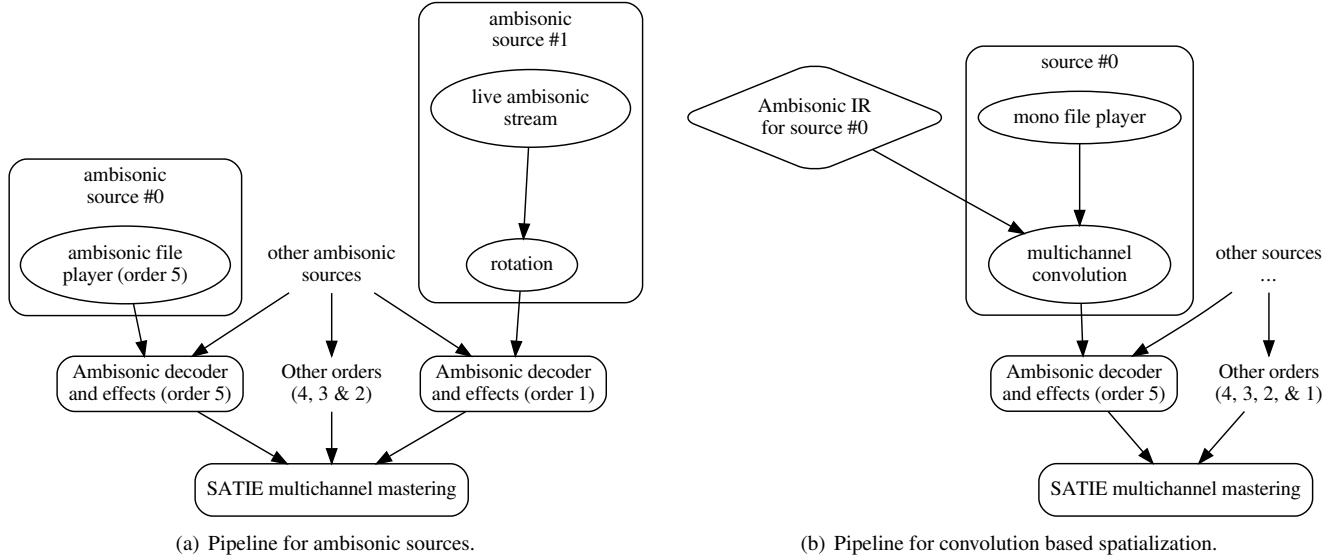 ambisonic
source #0
ambisonic file
player (order 5)
other ambisonic
sources
ambisonic
source #1
live ambisonic
stream
rotation
Ambisonic decoder
and effects (order 5)
Other orders
(4, 3 & 2)
Ambisonic decoder
and effects (order 1)
SATIE multichannel mastering
(a) Pipeline for ambisonic sources.
Ambisonic IR
for source #0
source #0
mono file player
multichannel
convolution
other sources
...
Ambisonic decoder
and effects (order 5)
Other orders
(4, 3, 2, & 1)
SATIE multichannel mastering
(b) Pipeline for convolution based spatialization.